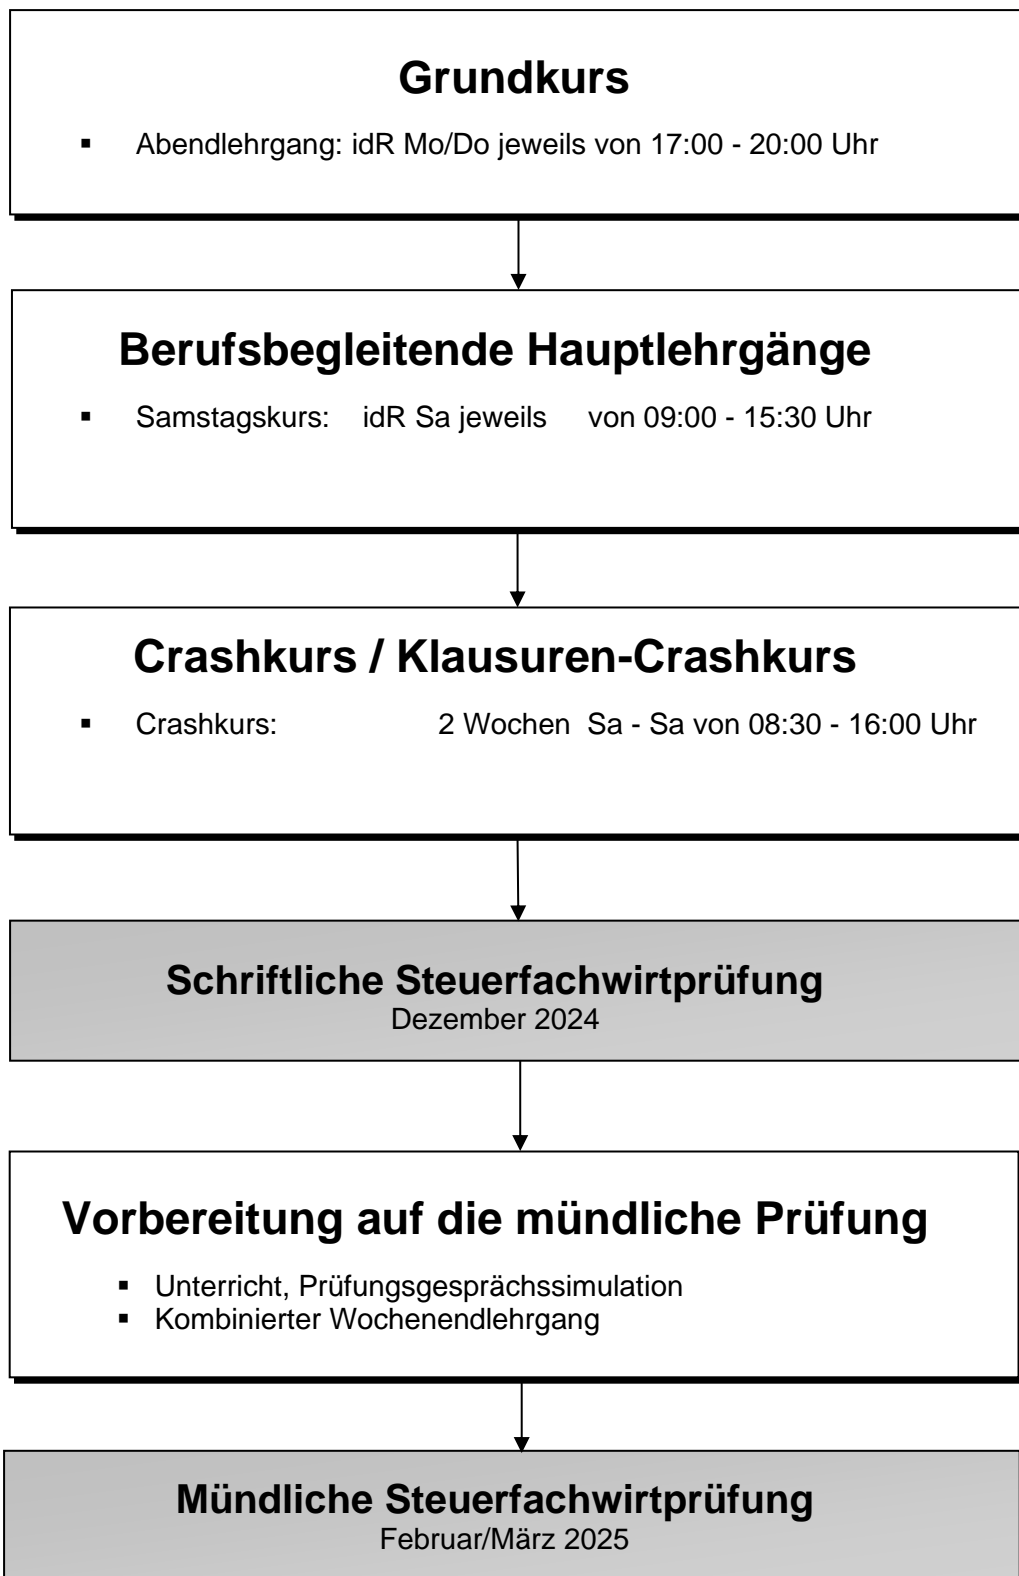 Grundkurs
▪ Abendlehrgang: idR Mo/Do jeweils von 17:00 - 20:00 Uhr
Berufsbegleitende Hauptlehrgänge
▪ Samstagskurs: idR Sa jeweils von 09:00 - 15:30 Uhr
Crashkurs / Klausuren-Crashkurs
▪ Crashkurs: 2 Wochen Sa - Sa von 08:30 - 16:00 Uhr
Schriftliche Steuerfachwirtprüfung
Dezember 2024
Vorbereitung auf die mündliche Prüfung
▪ Unterricht, Prüfungsgesprächssimulation
▪ Kombinierter Wochenendlehrgang
Mündliche Steuerfachwirtprüfung
Februar/März 2025